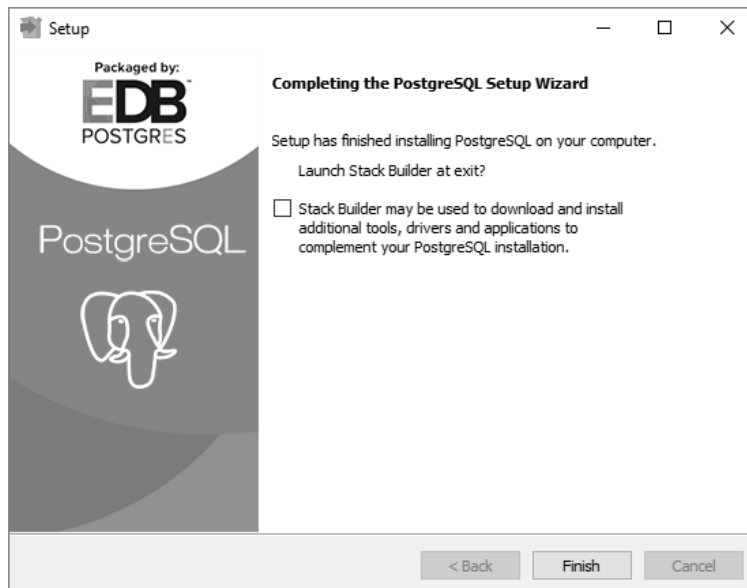 Setup
Packaged by:
EDB
POSTGRES
PostgreSQL
Completing the PostgreSQL Setup Wizard
Setup has finished installing PostgreSQL on your computer.
Launch Stack Builder at exit?
Stack Builder may be used to download and install
additional tools, drivers and applications to
complement your PostgreSQL installation.
< Back
Finish
Cancel